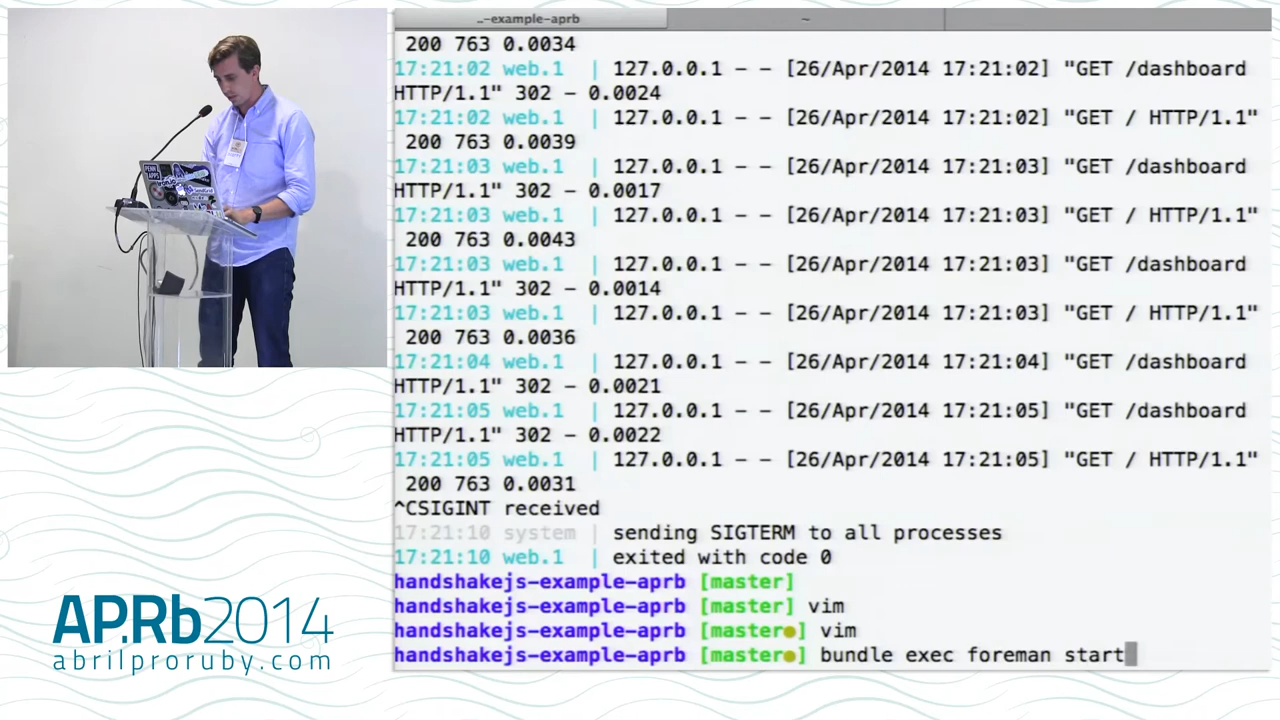 ..-example-aprb
~
200 763 0.0034
17:21:02 web.1 | 127.0.0.1 - - [26/Apr/2014 17:21:02] "GET /dashboard
HTTP/1.1" 302 - 0.0024
17:21:02 web.1 | 127.0.0.1 - - [26/Apr/2014 17:21:02] "GET / HTTP/1.1"
200 763 0.0039
17:21:03 web.1 | 127.0.0.1 - - [26/Apr/2014 17:21:03] "GET /dashboard
HTTP/1.1" 302 - 0.0017
17:21:03 web.1 | 127.0.0.1 - - [26/Apr/2014 17:21:03] "GET / HTTP/1.1"
200 763 0.0043
17:21:03 web.1 | 127.0.0.1 - - [26/Apr/2014 17:21:03] "GET /dashboard
HTTP/1.1" 302 - 0.0014
17:21:03 web.1 | 127.0.0.1 - - [26/Apr/2014 17:21:03] "GET / HTTP/1.1"
200 763 0.0036
17:21:04 web.1 | 127.0.0.1 - - [26/Apr/2014 17:21:04] "GET /dashboard
HTTP/1.1" 302 - 0.0021
17:21:05 web.1 | 127.0.0.1 - - [26/Apr/2014 17:21:05] "GET /dashboard
HTTP/1.1" 302 - 0.0022
17:21:05 web.1 | 127.0.0.1 - - [26/Apr/2014 17:21:05] "GET / HTTP/1.1"
200 763 0.0031
^CSIGINT received
17:21:10 system | sending SIGTERM to all processes
17:21:10 web.1 | exited with code 0
handshakejs-example-aprb [master]
handshakejs-example-aprb [master] vim
handshakejs-example-aprb [master●] vim
handshakejs-example-aprb [master●] bundle exec foreman start
PENN
APPS
SendGrid
AP.Rb2014
abrilproruby.com